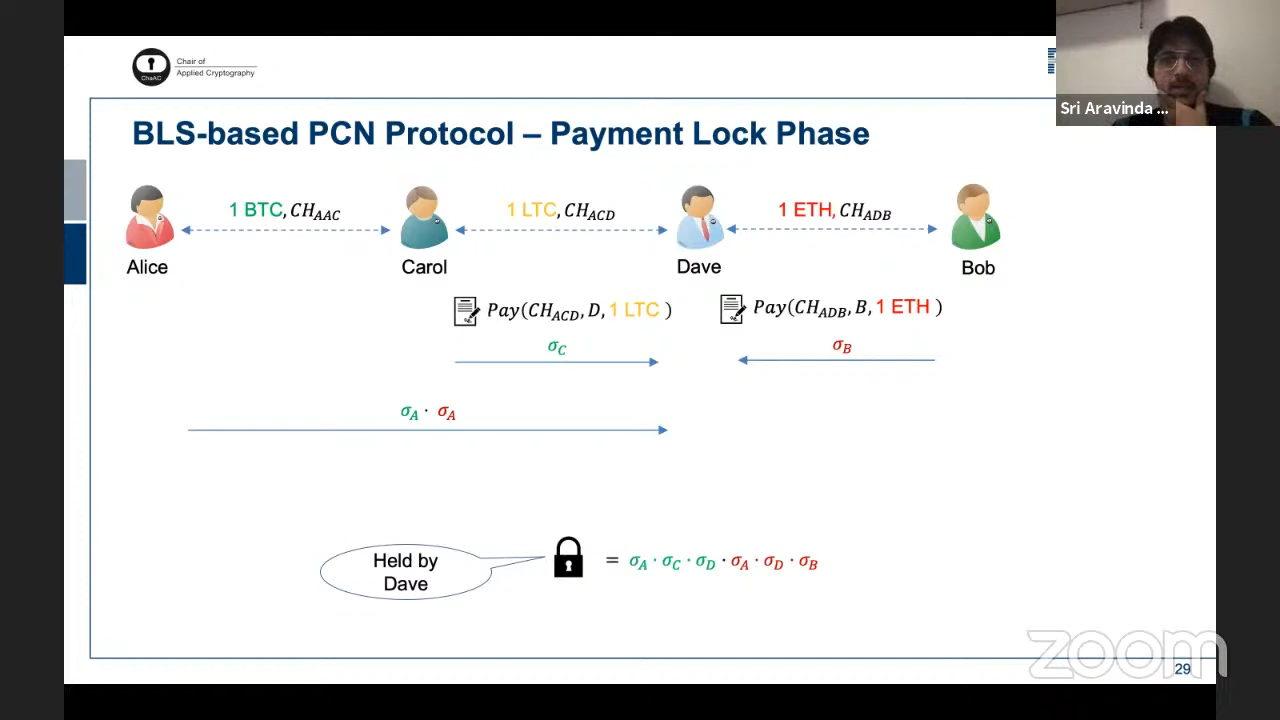 Chair of
Applied Cryptography
ChaAC
Sri Aravinda ...
BLS-based PCN Protocol – Payment Lock Phase
1 BTC, CH_AAC
1 LTC, CH_ACD
1 ETH, CH_ADB
Alice
Carol
Dave
Bob
Pay(CH_ACD, D, 1 LTC )
Pay(CH_ADB, B, 1 ETH )
σ_C
σ_B
σ_A · σ_A
Held by
Dave
= σ_A · σ_C · σ_D · σ_A · σ_D · σ_B
zoom
29